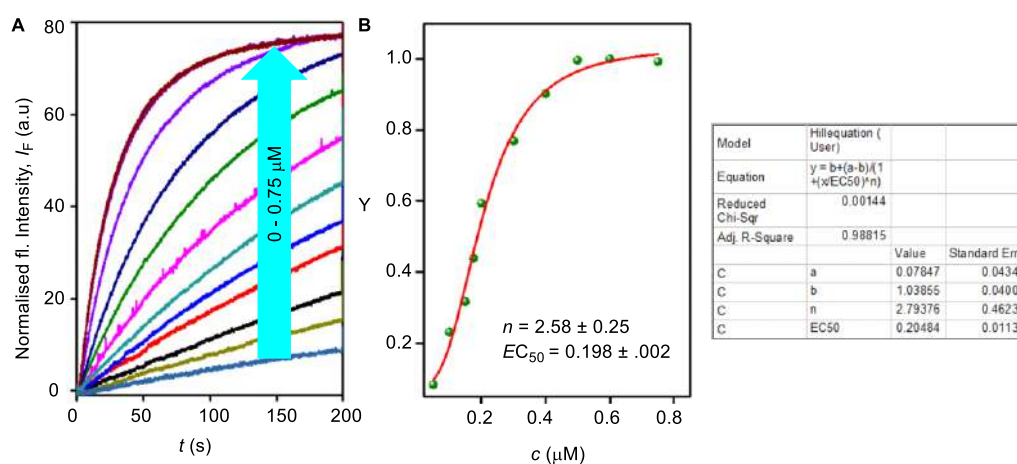 A
Normalised fl. Intensity, I_F (a.u)
80
60
40
20
0
0 - 0.75 μM
0 50 100 150 200
t (s)
B
Y
1.0
0.8
0.6
0.4
0.2
n = 2.58 ± 0.25
EC50 = 0.198 ± .002
0.2 0.4 0.6 0.8
c (μM)
Model Hillequation (
User)
Equation y = b+(a-b)/(1
+(x/EC50)^n)
Reduced 0.00144
Chi-Sqr
Adj. R-Square 0.98815
Value Standard Err
C a 0.07847 0.0434
C b 1.03855 0.0400
C n 2.79376 0.4623
C EC50 0.20484 0.0113